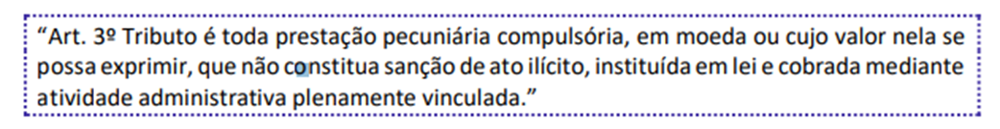 “Art. 3º Tributo é toda prestação pecuniária compulsória, em moeda ou cujo valor nela se
possa exprimir, que não constitua sanção de ato ilícito, instituída em lei e cobrada mediante
atividade administrativa plenamente vinculada.”